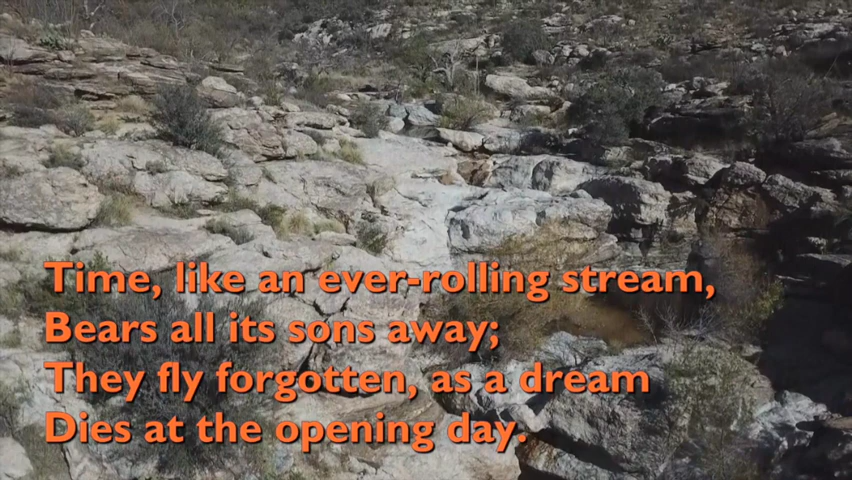 Time, like an ever-rolling stream,
Bears all its sons away;
They fly forgotten, as a dream
Dies at the opening day.